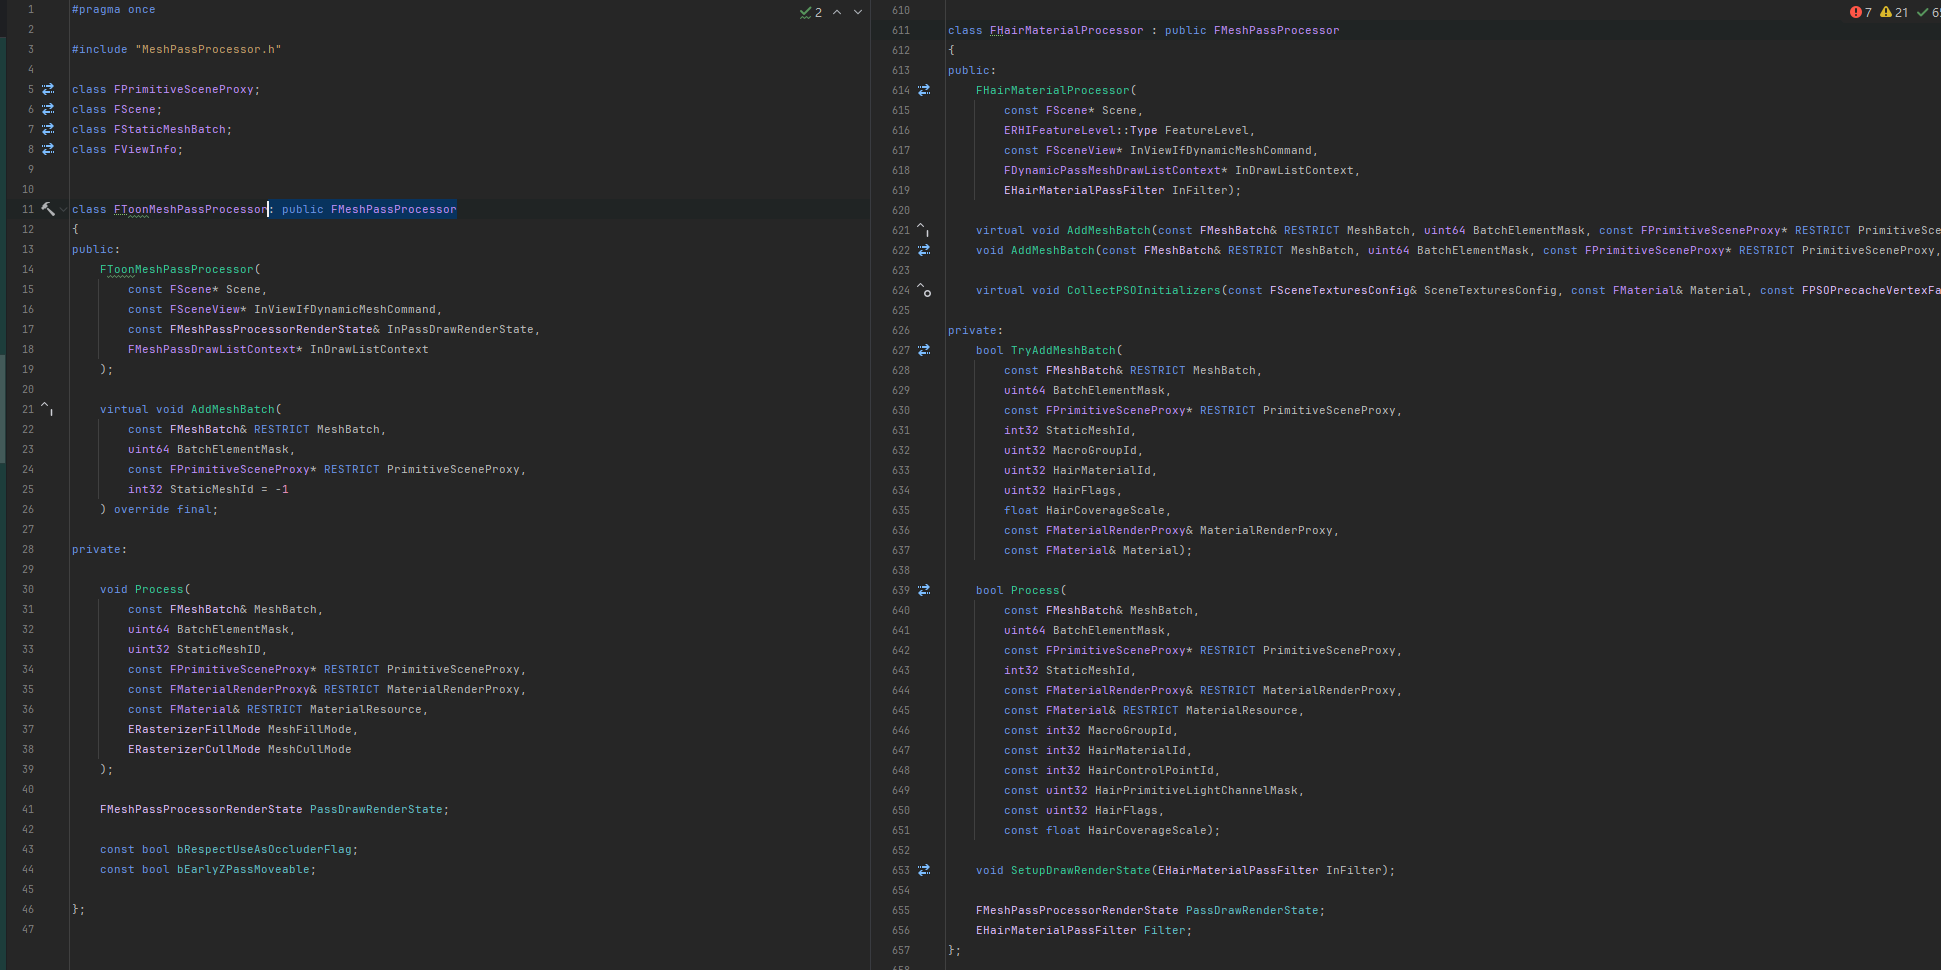 1 #pragma once
2
3 #include "MeshPassProcessor.h"
4
5 class FPrimitiveSceneProxy;
6 class FScene;
7 class FStaticMeshBatch;
8 class FViewInfo;
9
10
11 class FToonMeshPassProcessor: public FMeshPassProcessor
12 {
13 public:
14 FToonMeshPassProcessor(
15 const FScene* Scene,
16 const FSceneView* InViewIfDynamicMeshCommand,
17 const FMeshPassProcessorRenderState& InPassDrawRenderState,
18 FMeshPassDrawListContext* InDrawListContext
19 );
20
21 virtual void AddMeshBatch(
22 const FMeshBatch& RESTRICT MeshBatch,
23 uint64 BatchElementMask,
24 const FPrimitiveSceneProxy* RESTRICT PrimitiveSceneProxy,
25 int32 StaticMeshId = -1
26 ) override final;
27
28 private:
29
30 void Process(
31 const FMeshBatch& MeshBatch,
32 uint64 BatchElementMask,
33 uint32 StaticMeshID,
34 const FPrimitiveSceneProxy* RESTRICT PrimitiveSceneProxy,
35 const FMaterialRenderProxy& RESTRICT MaterialRenderProxy,
36 const FMaterial& RESTRICT MaterialResource,
37 ERasterizerFillMode MeshFillMode,
38 ERasterizerCullMode MeshCullMode
39 );
40
41 FMeshPassProcessorRenderState PassDrawRenderState;
42
43 const bool bRespectUseAsOccluderFlag;
44 const bool bEarlyZPassMoveable;
45
46 };
47
2
610
7 21 6
611 class FHairMaterialProcessor : public FMeshPassProcessor
612 {
613 public:
614 FHairMaterialProcessor(
615 const FScene* Scene,
616 ERHIFeatureLevel::Type FeatureLevel,
617 const FSceneView* InViewIfDynamicMeshCommand,
618 FDynamicPassMeshDrawListContext* InDrawListContext,
619 EHairMaterialPassFilter InFilter);
620
621 virtual void AddMeshBatch(const FMeshBatch& RESTRICT MeshBatch, uint64 BatchElementMask, const FPrimitiveSceneProxy* RESTRICT PrimitiveSce
622 void AddMeshBatch(const FMeshBatch& RESTRICT MeshBatch, uint64 BatchElementMask, const FPrimitiveSceneProxy* RESTRICT PrimitiveSceneProxy,
623
624 virtual void CollectPSOInitializers(const FSceneTexturesConfig& SceneTexturesConfig, const FMaterial& Material, const FPSOPrecacheVertexFa
625
626 private:
627 bool TryAddMeshBatch(
628 const FMeshBatch& RESTRICT MeshBatch,
629 uint64 BatchElementMask,
630 const FPrimitiveSceneProxy* RESTRICT PrimitiveSceneProxy,
631 int32 StaticMeshId,
632 uint32 MacroGroupId,
633 uint32 HairMaterialId,
634 uint32 HairFlags,
635 float HairCoverageScale,
636 const FMaterialRenderProxy& MaterialRenderProxy,
637 const FMaterial& Material);
638
639 bool Process(
640 const FMeshBatch& MeshBatch,
641 uint64 BatchElementMask,
642 const FPrimitiveSceneProxy* RESTRICT PrimitiveSceneProxy,
643 int32 StaticMeshId,
644 const FMaterialRenderProxy& RESTRICT MaterialRenderProxy,
645 const FMaterial& RESTRICT MaterialResource,
646 const int32 MacroGroupId,
647 const int32 HairMaterialId,
648 const int32 HairControlPointId,
649 const uint32 HairPrimitiveLightChannelMask,
650 const uint32 HairFlags,
651 const float HairCoverageScale);
652
653 void SetupDrawRenderState(EHairMaterialPassFilter InFilter);
654
655 FMeshPassProcessorRenderState PassDrawRenderState;
656 EHairMaterialPassFilter Filter;
657 };
658